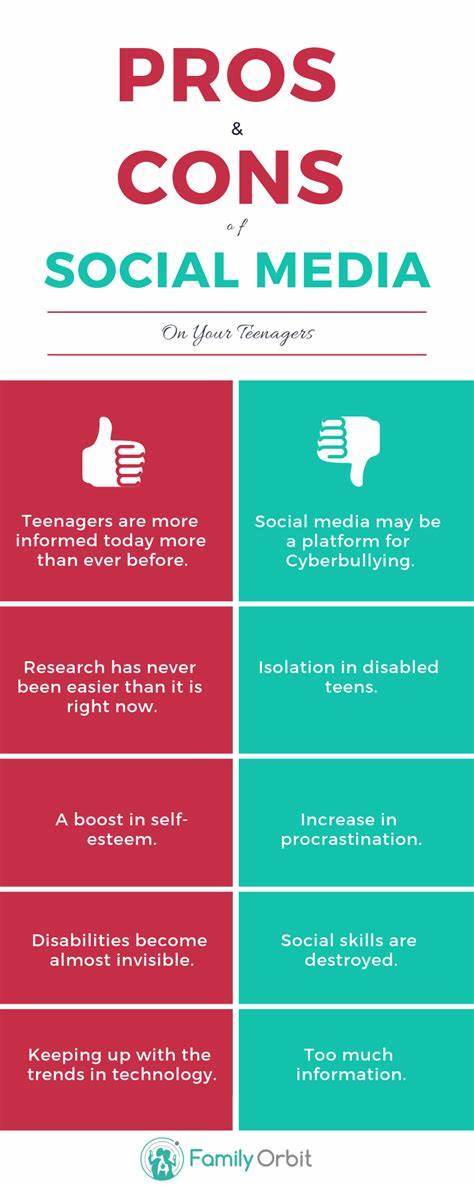 PROS
&
CONS
of
SOCIAL MEDIA
On Your Teenagers
Teenagers are more
informed today more
than ever before.
Social media may be
a platform for
Cyberbullying.
Research has never
been easier than it is
right now.
Isolation in disabled
teens.
A boost in self-
esteem.
Increase in
procrastination.
Disabilities become
almost invisible.
Social skills are
destroyed.
Keeping up with the
trends in technology.
Too much
information.
Family Orbit